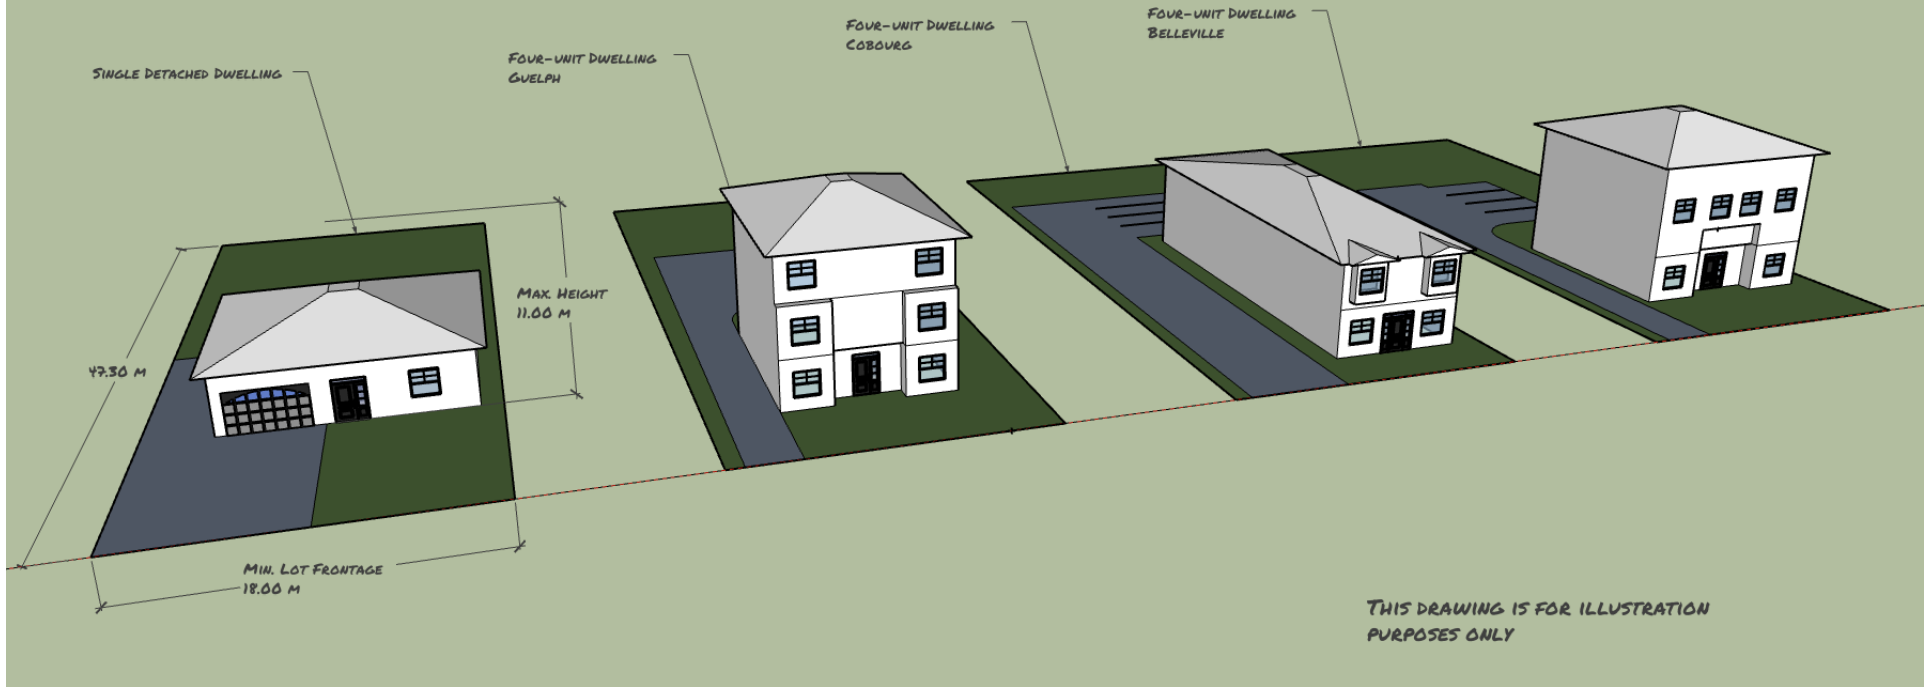 Single Detached Dwelling
Four-unit Dwelling
Guelph
Four-unit Dwelling
Cobourg
Four-unit Dwelling
Belleville
Max. Height
11.00 m
47.30 m
Min. Lot Frontage
18.00 m
This drawing is for illustration
purposes only